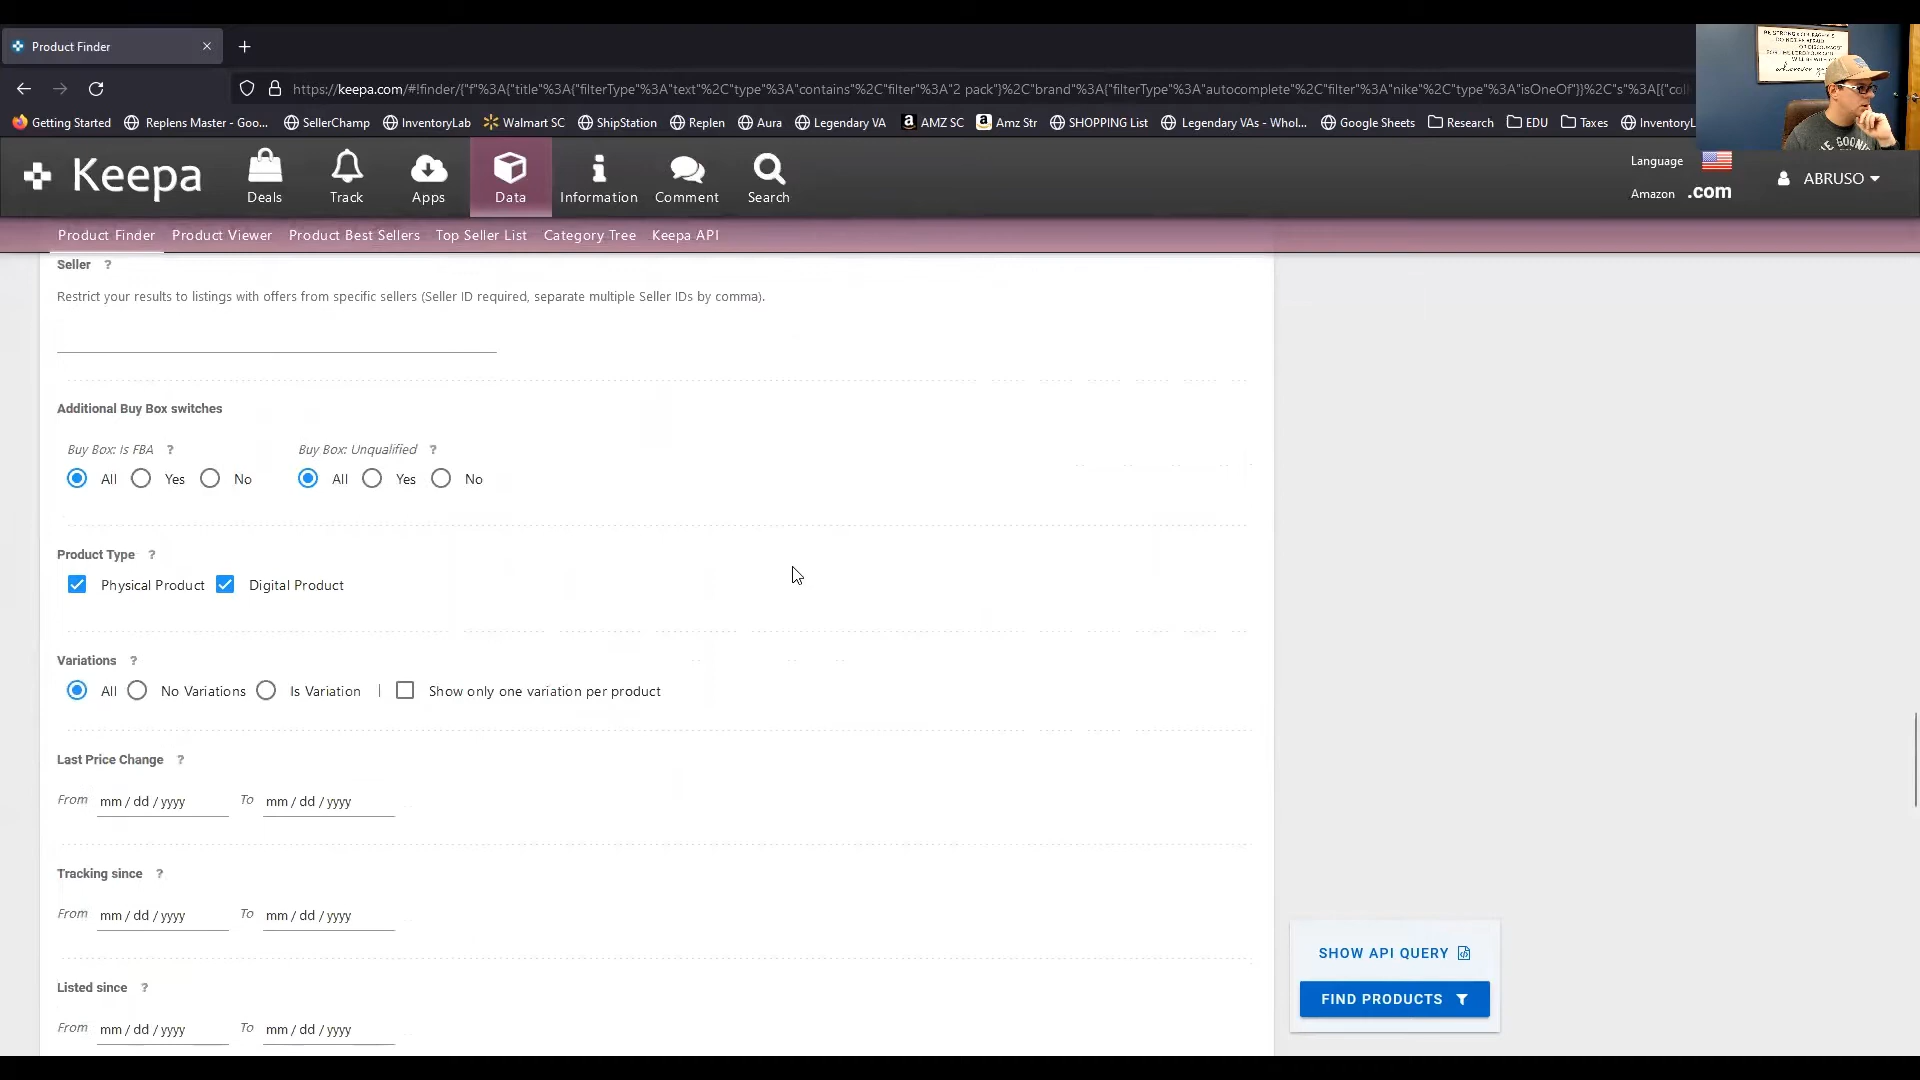 Product Finder
https://keepa.com/#!finder/{"f"%3A{"title"%3A{"filterType"%3A"text"%2C"type"%3A"contains"%2C"filter"%3A"2 pack"}%2C"brand"%3A{"filterType"%3A"autocomplete"%2C"filter"%3A"nike"%2C"type"%3A"isOneOf"}}%2C"s"%3A[{"col
Getting Started Replens Master - Goo... SellerChamp InventoryLab Walmart SC ShipStation Replen Aura Legendary VA AMZ SC Amz Str SHOPPING List Legendary VAs - Whol... Google Sheets Research EDU Taxes InventoryL
Keepa Deals Track Apps Data Information Comment Search
Language
Amazon .com
ABRUSO
Product Finder Product Viewer Product Best Sellers Top Seller List Category Tree Keepa API
Seller ?
Restrict your results to listings with offers from specific sellers (Seller ID required, separate multiple Seller IDs by comma).
Additional Buy Box switches
Buy Box: Is FBA ? Buy Box: Unqualified ?
All Yes No All Yes No
Product Type ?
Physical Product Digital Product
Variations ?
All No Variations Is Variation | Show only one variation per product
Last Price Change ?
From mm / dd / yyyy To mm / dd / yyyy
Tracking since ?
From mm / dd / yyyy To mm / dd / yyyy
Listed since ?
From mm / dd / yyyy To mm / dd / yyyy
SHOW API QUERY
FIND PRODUCTS